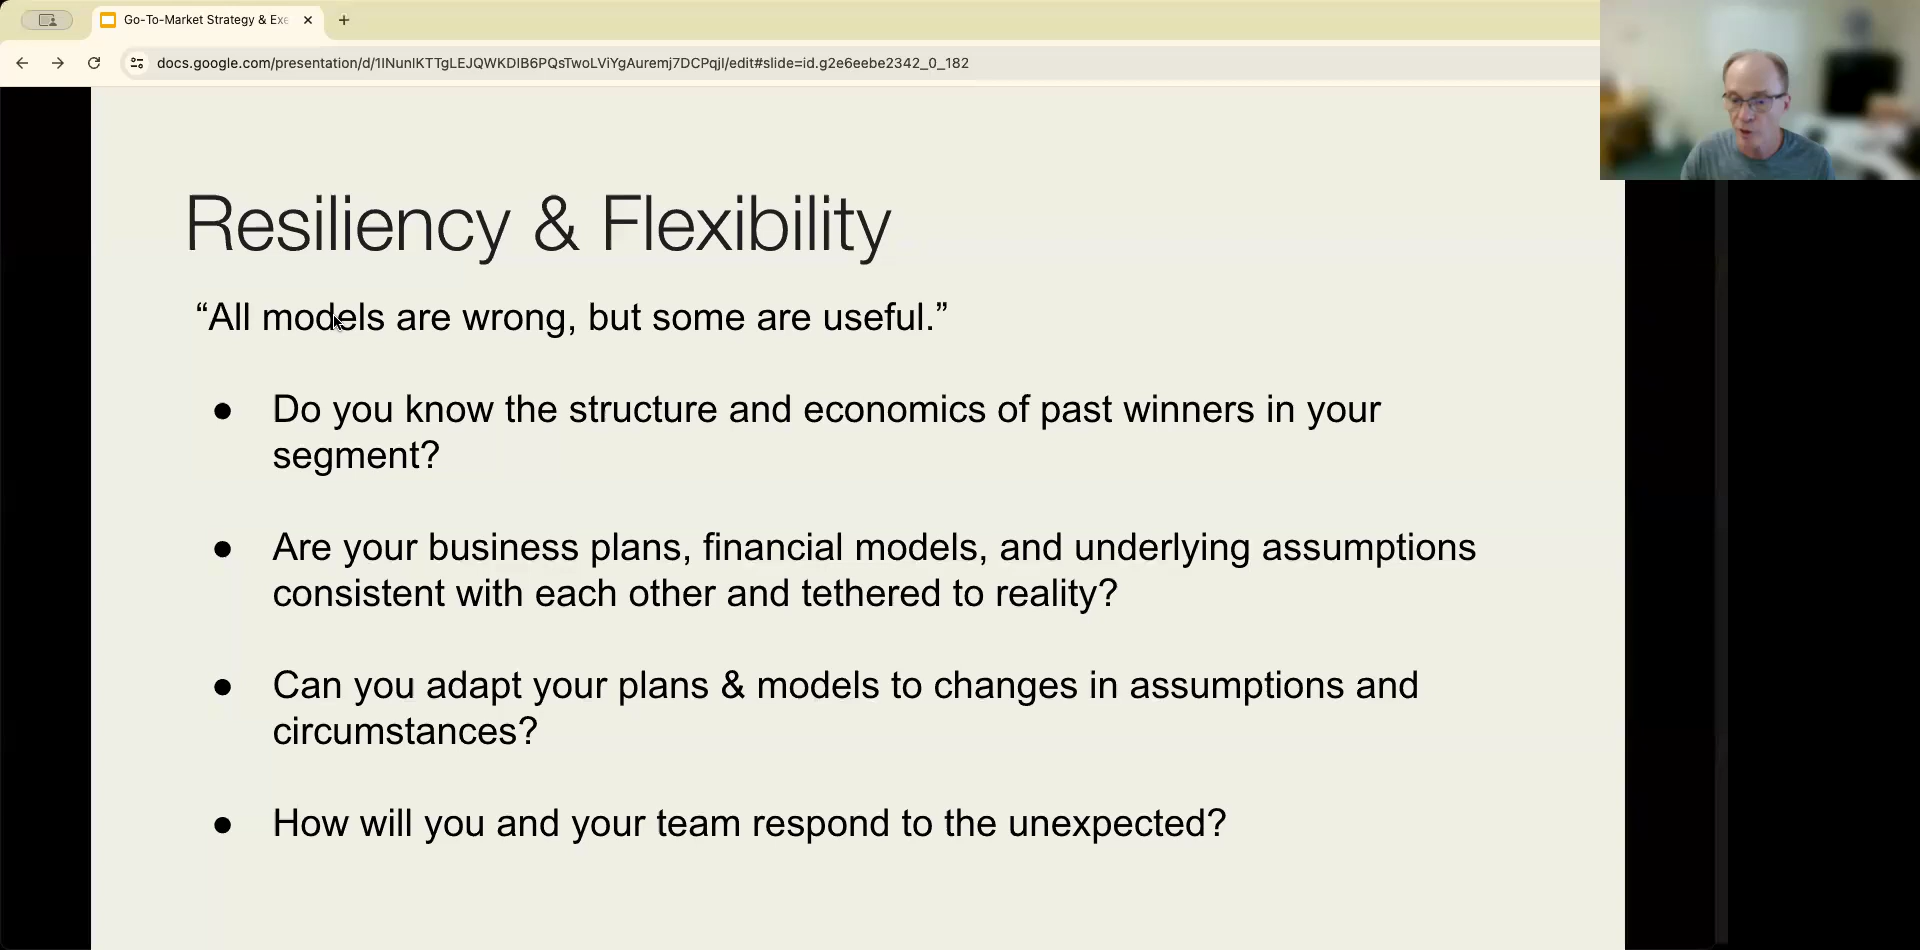 Go-To-Market Strategy & Exe
docs.google.com/presentation/d/1INunIKTTgLEJQWKDIB6PQsTwoLViYgAuremj7DCPqjI/edit#slide=id.g2e6eebe2342_0_182
Resiliency & Flexibility
“All models are wrong, but some are useful.”
● Do you know the structure and economics of past winners in your
segment?
● Are your business plans, financial models, and underlying assumptions
consistent with each other and tethered to reality?
● Can you adapt your plans & models to changes in assumptions and
circumstances?
● How will you and your team respond to the unexpected?